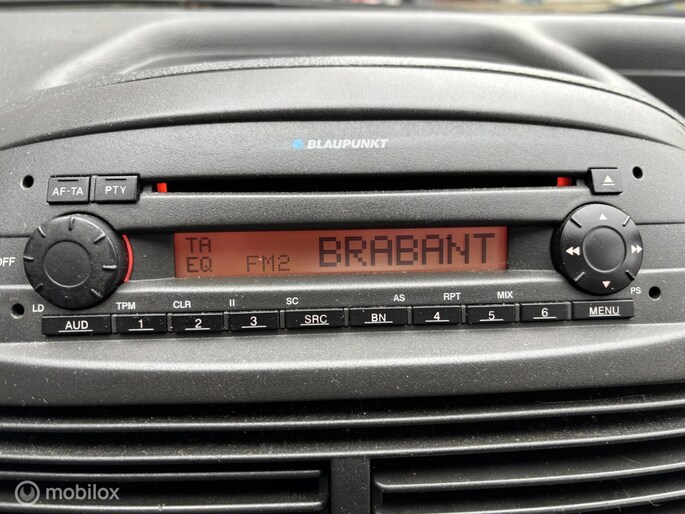 BLAUPUNKT
AF-TA PTY
TA
EQ FM2 BRABANT
OFF
LD TPM CLR II SC AS RPT MIX PS
AUD 1 2 3 SRC BN 4 5 6 MENU
mobilox